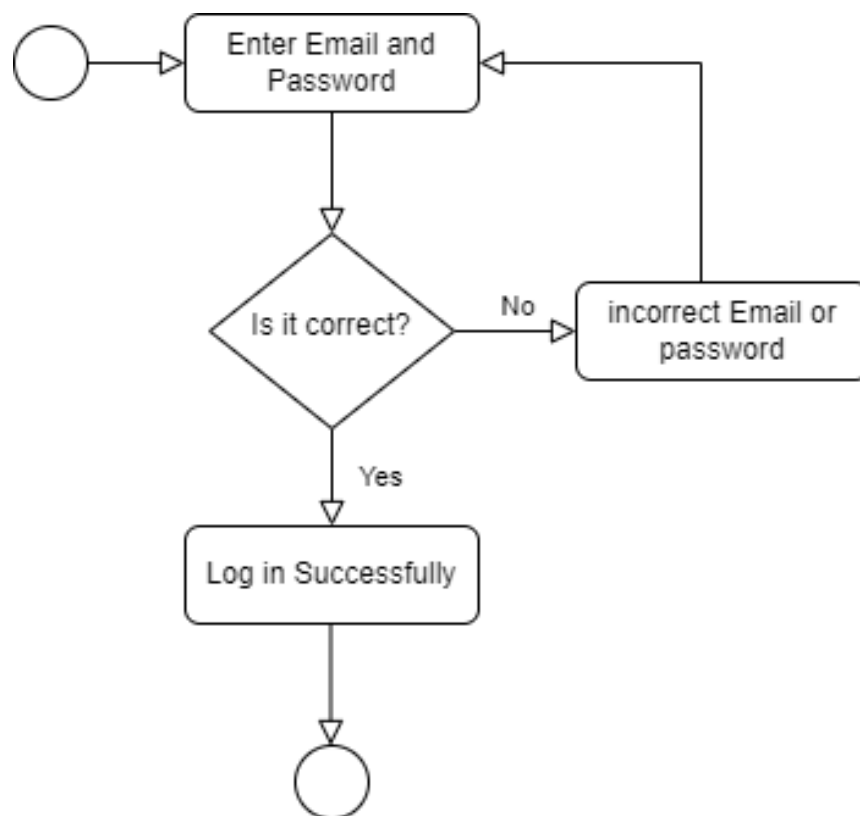 Enter Email and
Password
Is it correct?
No
incorrect Email or
password
Yes
Log in Successfully